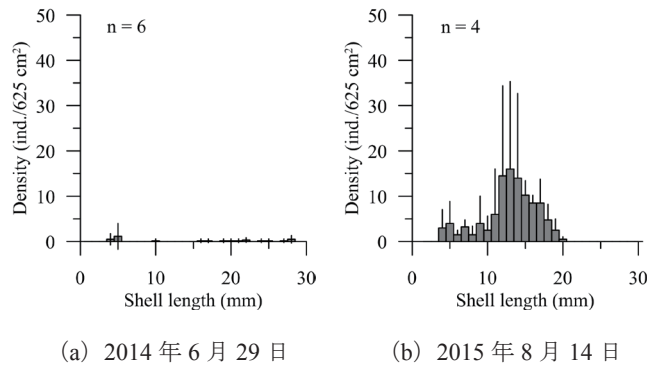 50
40
30
20
10
0
Density (ind./625 cm²)
n = 6
0 10 20 30
Shell length (mm)
(a) 2014 年 6 月 29 日
50
40
30
20
10
0
Density (ind./625 cm²)
n = 4
0 10 20 30
Shell length (mm)
(b) 2015 年 8 月 14 日